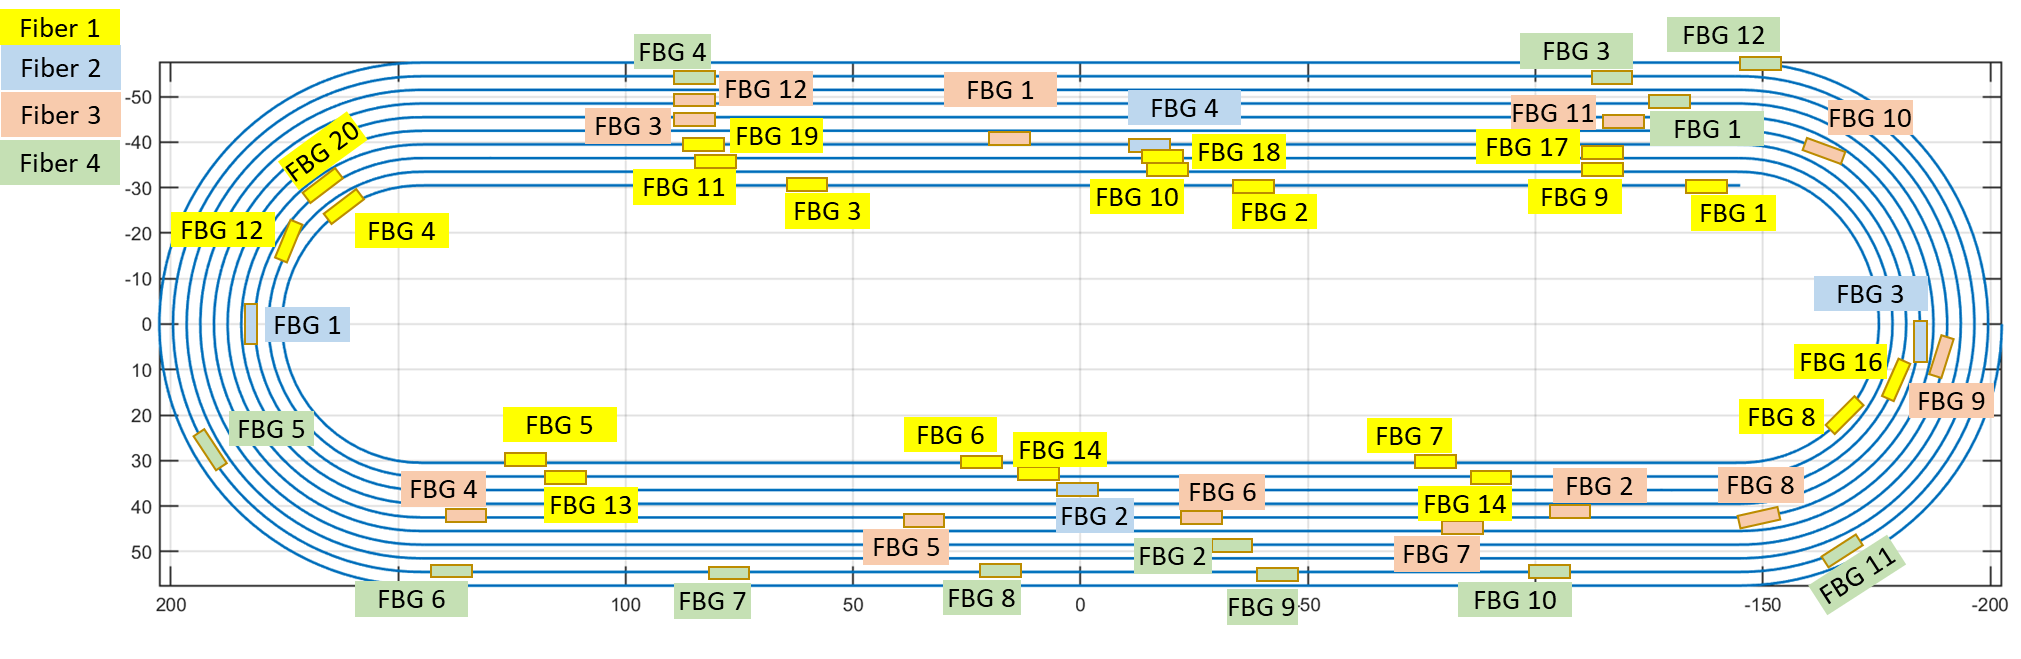 Fiber 1
Fiber 2
Fiber 3
Fiber 4
FBG 4
FBG 3
FBG 12
FBG 12
FBG 1
FBG 4
FBG 11
FBG 1
FBG 10
FBG 3
FBG 19
FBG 18
FBG 17
FBG 20
FBG 11
FBG 3
FBG 10
FBG 2
FBG 9
FBG 1
FBG 12
FBG 4
FBG 1
FBG 3
FBG 16
FBG 9
FBG 8
FBG 5
FBG 5
FBG 6
FBG 14
FBG 7
FBG 4
FBG 13
FBG 2
FBG 6
FBG 14
FBG 2
FBG 8
FBG 5
FBG 2
FBG 7
FBG 11
FBG 6
FBG 7
FBG 8
FBG 9
FBG 10
-50
-40
-30
-20
-10
0
10
20
30
40
50
200
100
50
0
-50
-150
-200